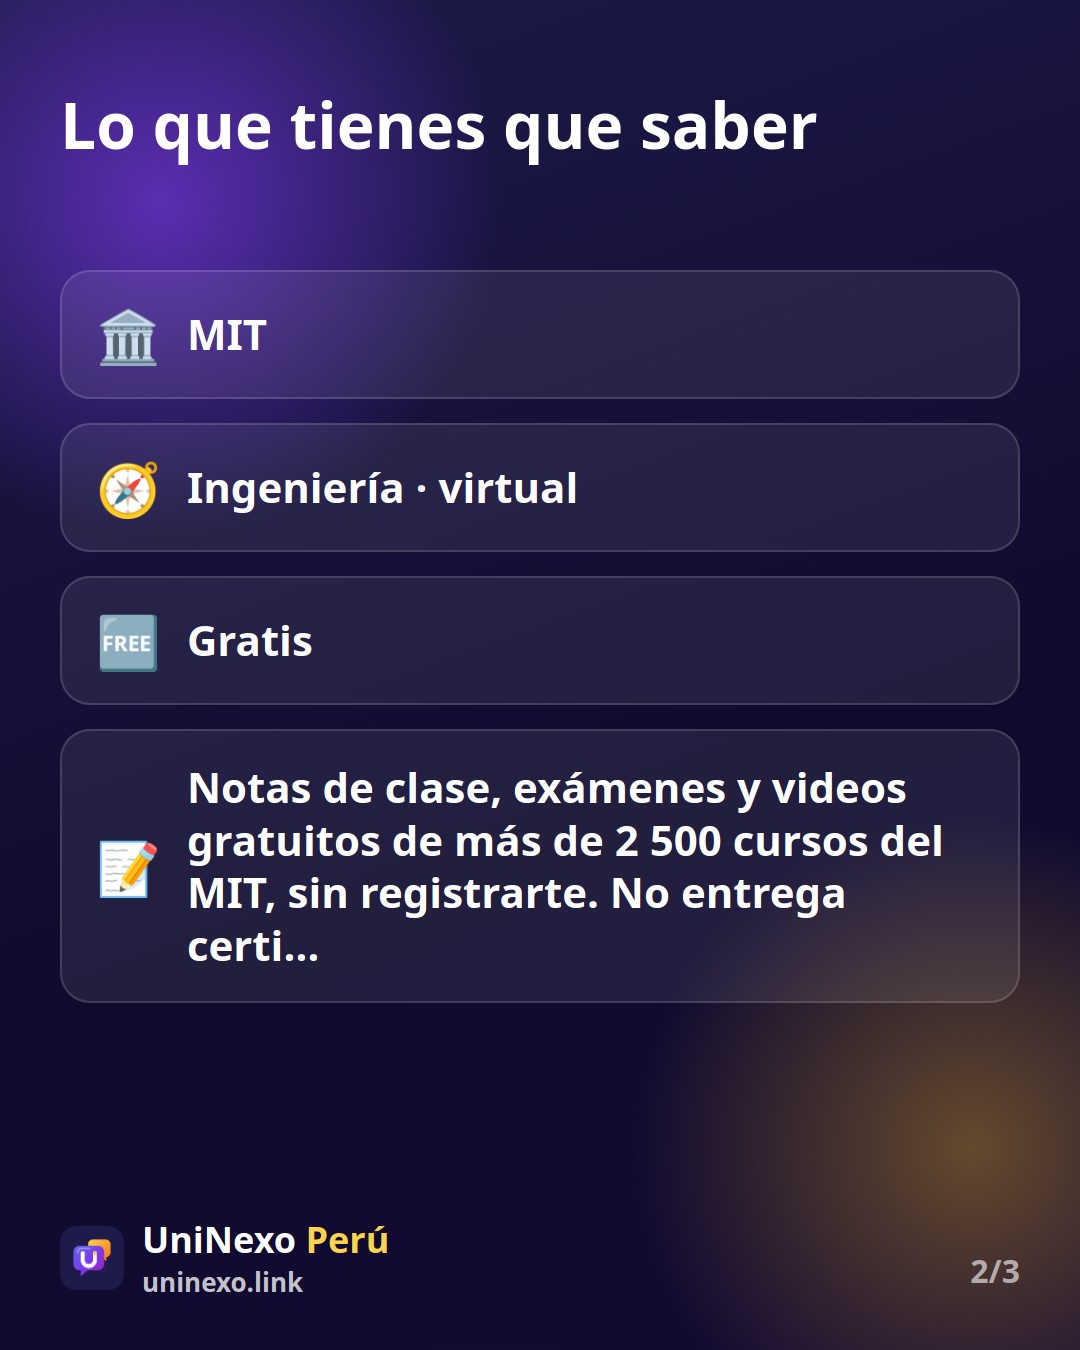 Lo que tienes que saber
MIT
Ingeniería · virtual
FREE
Gratis
Notas de clase, exámenes y videos
gratuitos de más de 2 500 cursos del
MIT, sin registrarte. No entrega
certi...
U
UniNexo Perú
uninexo.link
2/3